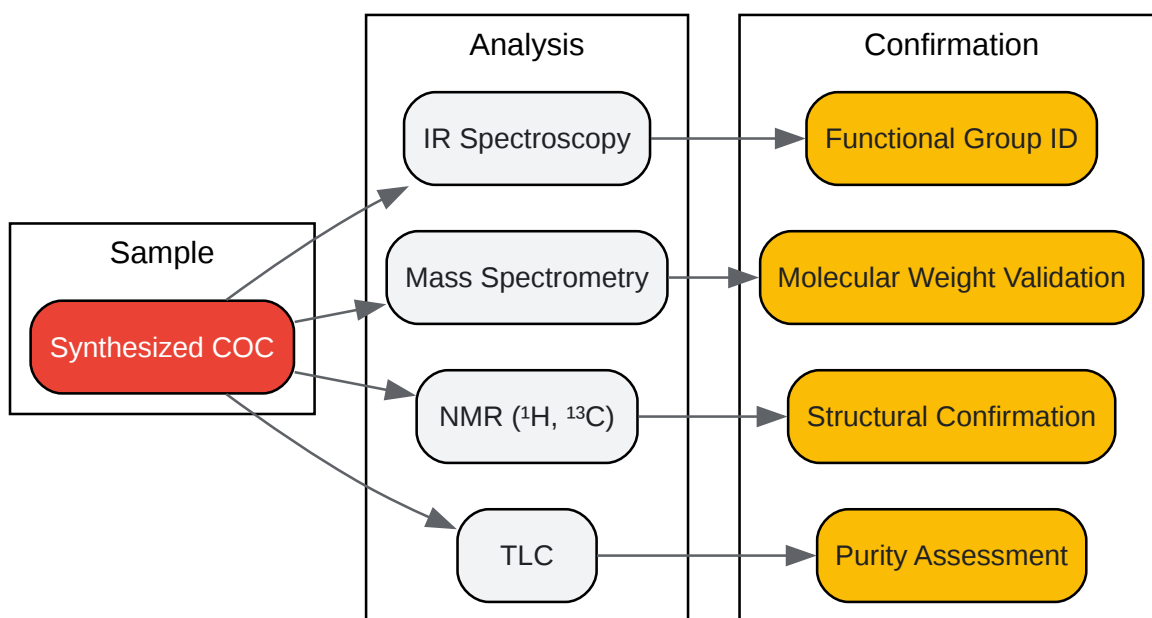 Sample
Synthesized COC
Analysis
IR Spectroscopy
Mass Spectrometry
NMR (¹H, ¹³C)
TLC
Confirmation
Functional Group ID
Molecular Weight Validation
Structural Confirmation
Purity Assessment